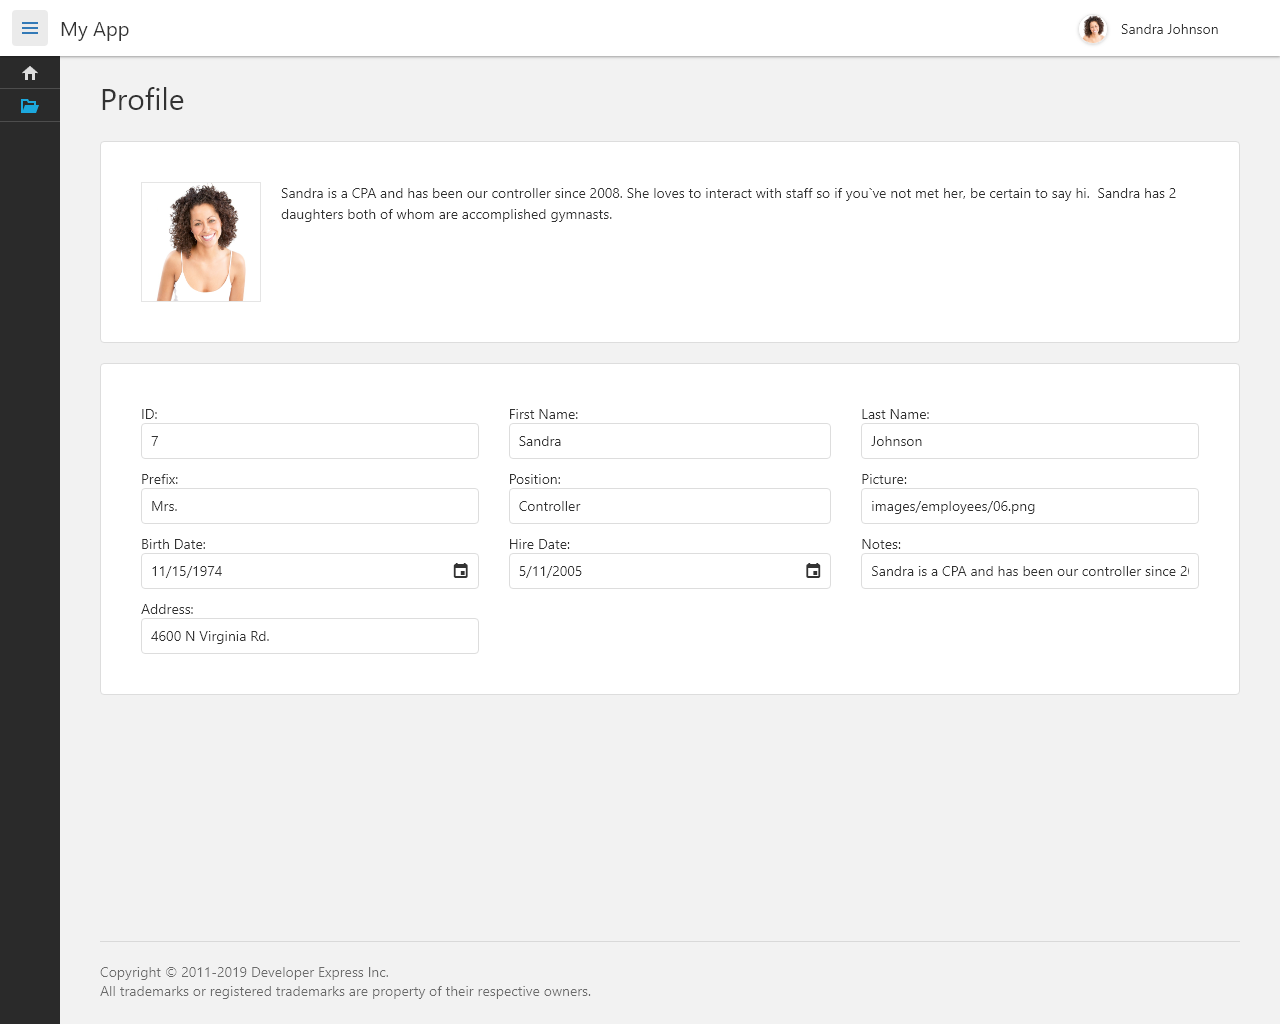 My App
Sandra Johnson
Profile
Sandra is a CPA and has been our controller since 2008. She loves to interact with staff so if you`ve not met her, be certain to say hi.  Sandra has 2
daughters both of whom are accomplished gymnasts.
ID:
7
First Name:
Sandra
Last Name:
Johnson
Prefix:
Mrs.
Position:
Controller
Picture:
images/employees/06.png
Birth Date:
11/15/1974
Hire Date:
5/11/2005
Notes:
Sandra is a CPA and has been our controller since
Address:
4600 N Virginia Rd.
Copyright © 2011-2019 Developer Express Inc.
All trademarks or registered trademarks are property of their respective owners.